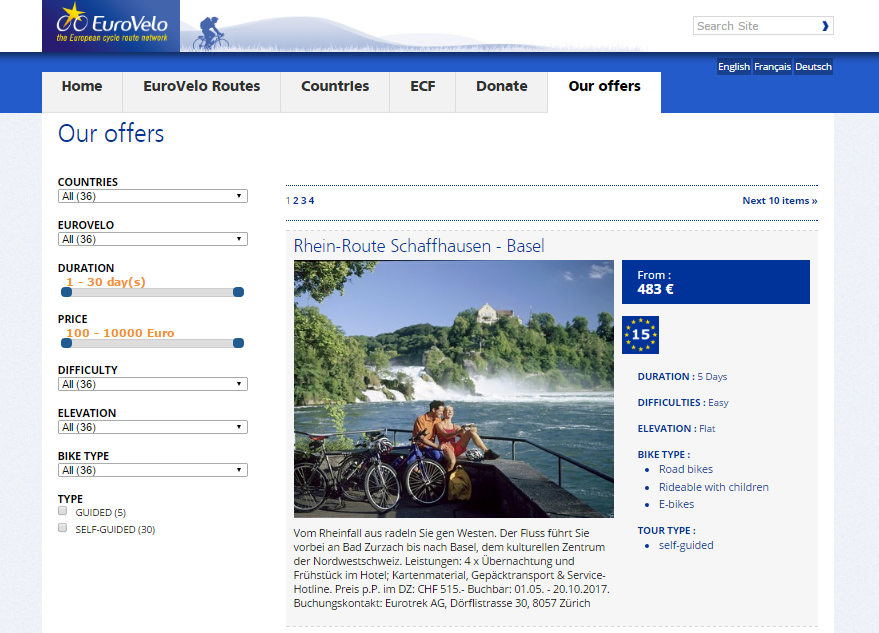 EuroVelo
the European cycle route network
Search Site
English Français Deutsch
Home EuroVelo Routes Countries ECF Donate Our offers
Our offers
COUNTRIES
All (36)
EUROVELO
All (36)
DURATION
1 - 30 day(s)
PRICE
100 - 10000 Euro
DIFFICULTY
All (36)
ELEVATION
All (36)
BIKE TYPE
All (36)
TYPE
GUIDED (5)
SELF-GUIDED (30)
1 2 3 4 Next 10 items »
Rhein-Route Schaffhausen - Basel
From :
483 €
15
DURATION : 5 Days
DIFFICULTIES : Easy
ELEVATION : Flat
BIKE TYPE :
• Road bikes
• Rideable with children
• E-bikes
TOUR TYPE :
• self-guided
Vom Rheinfall aus radeln Sie gen Westen. Der Fluss führt Sie
vorbei an Bad Zurzach bis nach Basel, dem kulturellen Zentrum
der Nordwestschweiz. Leistungen: 4 x Übernachtung und
Frühstück im Hotel; Kartenmaterial, Gepäcktransport & Service-
Hotline. Preis p.P. im DZ: CHF 515.- Buchbar: 01.05. - 20.10.2017.
Buchungskontakt: Eurotrek AG, Dörflistrasse 30, 8057 Zürich